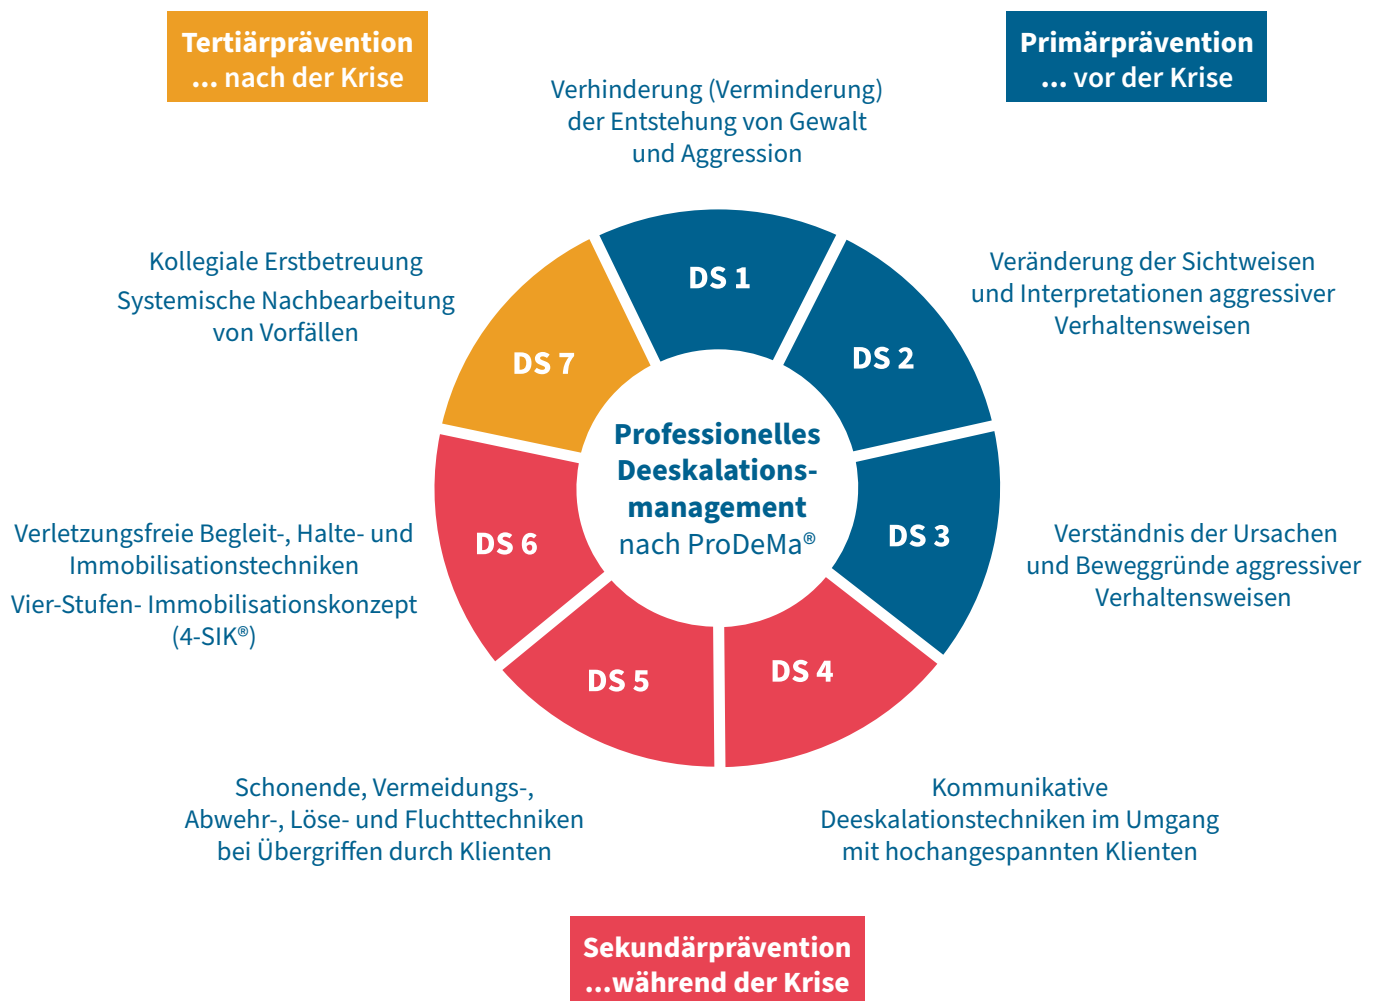 Tertiärprävention
... nach der Krise
Primärprävention
... vor der Krise
Verhinderung (Verminderung)
der Entstehung von Gewalt
und Aggression
DS 1
Veränderung der Sichtweisen
und Interpretationen aggressiver
Verhaltensweisen
DS 2
Verständnis der Ursachen
und Beweggründe aggressiver
Verhaltensweisen
DS 3
Kommunikative
Deeskalationstechniken im Umgang
mit hochangespannten Klienten
DS 4
Schonende, Vermeidungs-,
Abwehr-, Löse- und Fluchttechniken
bei Übergriffen durch Klienten
DS 5
Verletzungsfreie Begleit-, Halte- und
Immobilisationstechniken
Vier-Stufen- Immobilisationskonzept
(4-SIK®)
DS 6
Kollegiale Erstbetreuung
Systemische Nachbearbeitung
von Vorfällen
DS 7
Professionelles
Deeskalations-
management
nach ProDeMa®
Sekundärprävention
...während der Krise